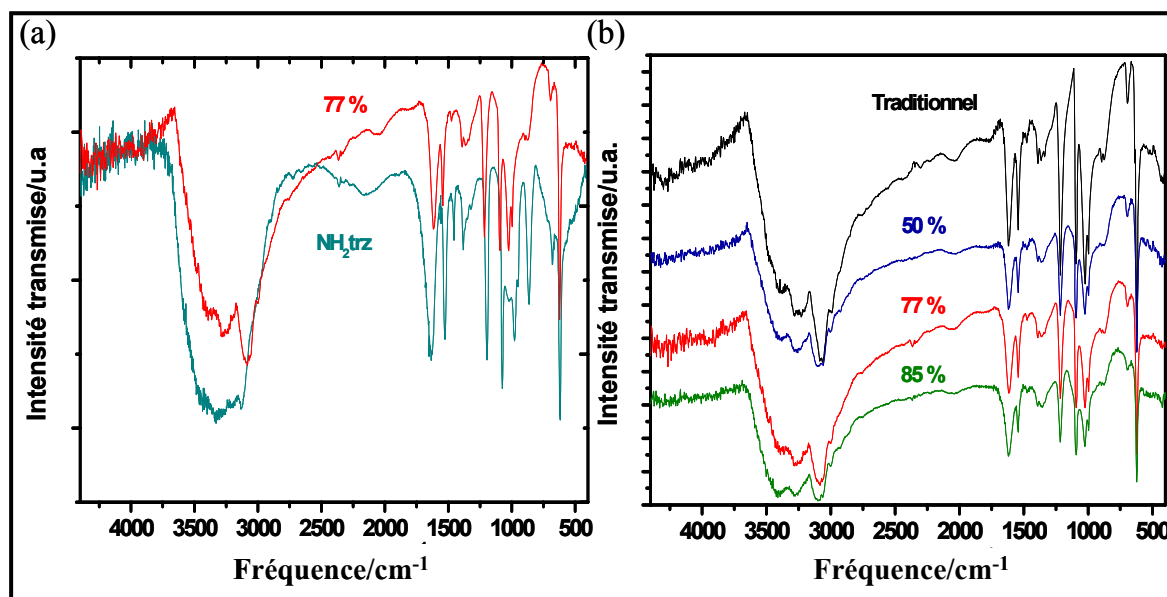 (a)
77 %
NH₂trz
Intensité transmise/u.a
4000 3500 3000 2500 2000 1500 1000 500
Fréquence/cm⁻¹
(b)
Traditionnel
50 %
77 %
85 %
Intensité transmise/u.a.
4000 3500 3000 2500 2000 1500 1000 500
Fréquence/cm⁻¹